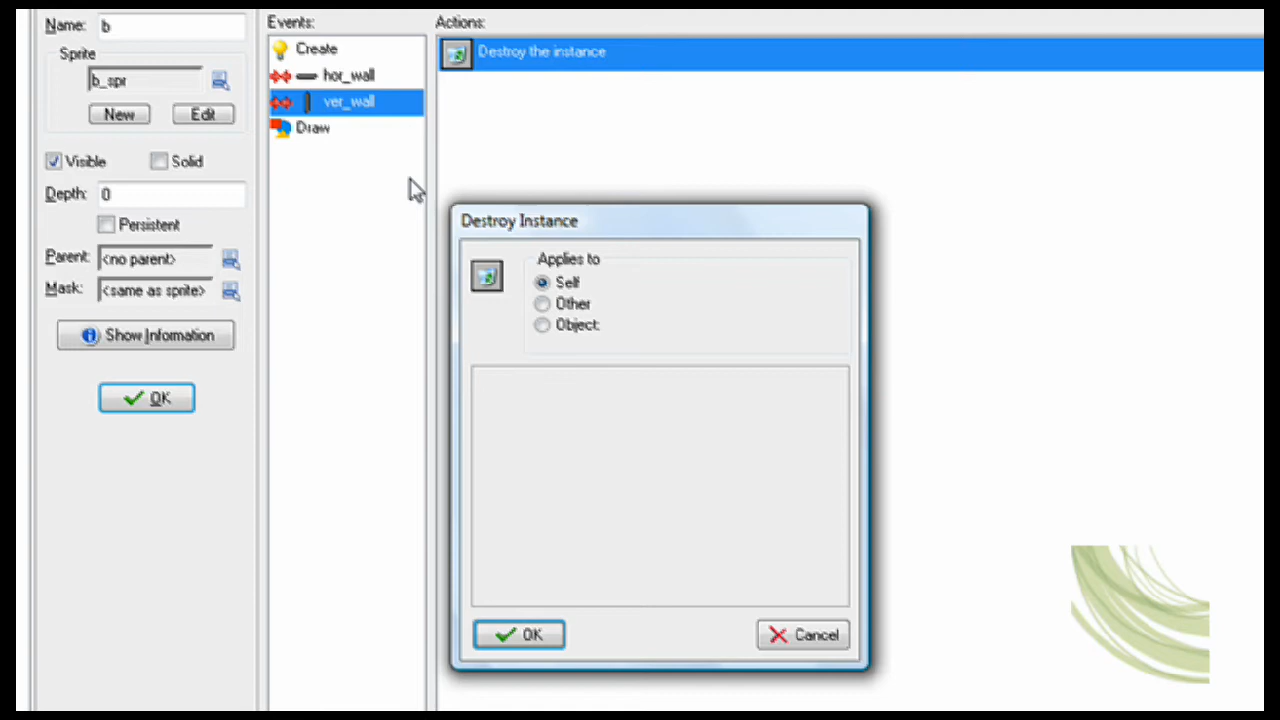 Name: b
Sprite
b_spr
New Edit
Visible Solid
Depth: 0
Persistent
Parent: <no parent>
Mask: <same as sprite>
Show Information
OK
Events:
Create
hor_wall
ver_wall
Draw
Actions:
Destroy the instance
Destroy Instance
Applies to
Self
Other
Object:
OK Cancel